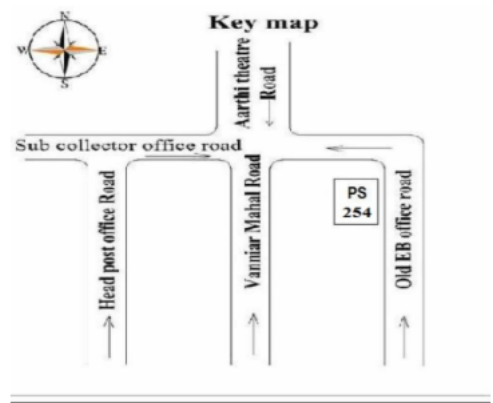 N
Key map
W
E
S
Aarthi theatre
Road
Sub collector office road
Head post office Road
Vanniar Mahal Road
PS
254
Old EB office road